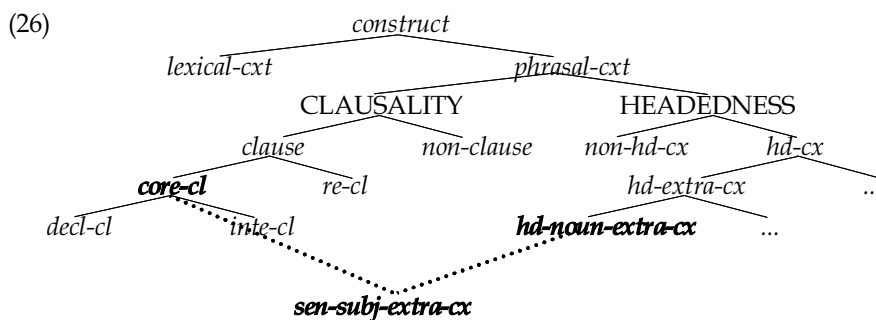 (26) construct
lexical-cxt phrasal-cxt
CLAUSALITY HEADEDNESS
clause non-clause non-hd-cx hd-cx
core-cl re-cl hd-extra-cx ...
decl-cl inte-cl hd-noun-extra-cx ...
sen-subj-extra-cx